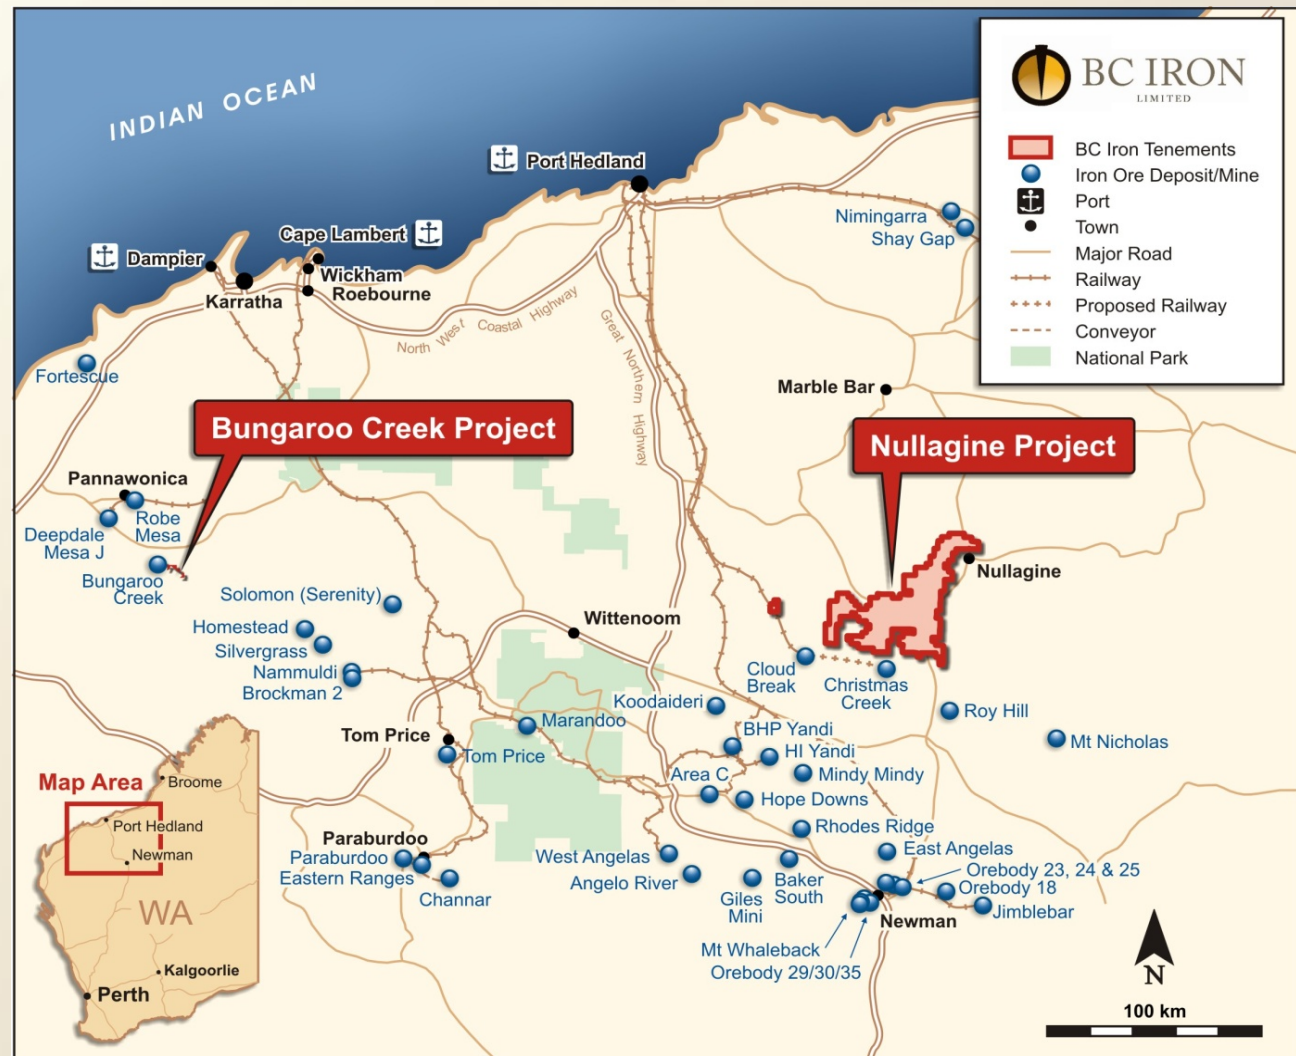 INDIAN OCEAN
BC IRON
LIMITED
BC Iron Tenements
Iron Ore Deposit/Mine
Port
Town
Major Road
Railway
Proposed Railway
Conveyor
National Park
Port Hedland
Nimingarra
Shay Gap
Cape Lambert
Dampier
Wickham
Karratha
Roebourne
North West Coastal Highway
Great Northern Highway
Fortescue
Marble Bar
Bungaroo Creek Project
Nullagine Project
Pannawonica
Robe
Mesa
Deepdale
Mesa J
Bungaroo
Creek
Nullagine
Solomon (Serenity)
Homestead
Silvergrass
Nammuldi
Brockman 2
Wittenoom
Cloud
Break
Christmas
Creek
Koodaideri
Roy Hill
Mt Nicholas
Marandoo
Tom Price
Tom Price
BHP Yandi
HI Yandi
Mindy Mindy
Area C
Hope Downs
Rhodes Ridge
Paraburdoo
Paraburdoo
Eastern Ranges
Channar
West Angelas
Angelo River
Giles
Mini
Baker
South
East Angelas
Orebody 23, 24 & 25
Orebody 18
Jimblebar
Newman
Mt Whaleback
Orebody 29/30/35
Map Area
Broome
Port Hedland
Newman
WA
Kalgoorlie
Perth
N
100 km